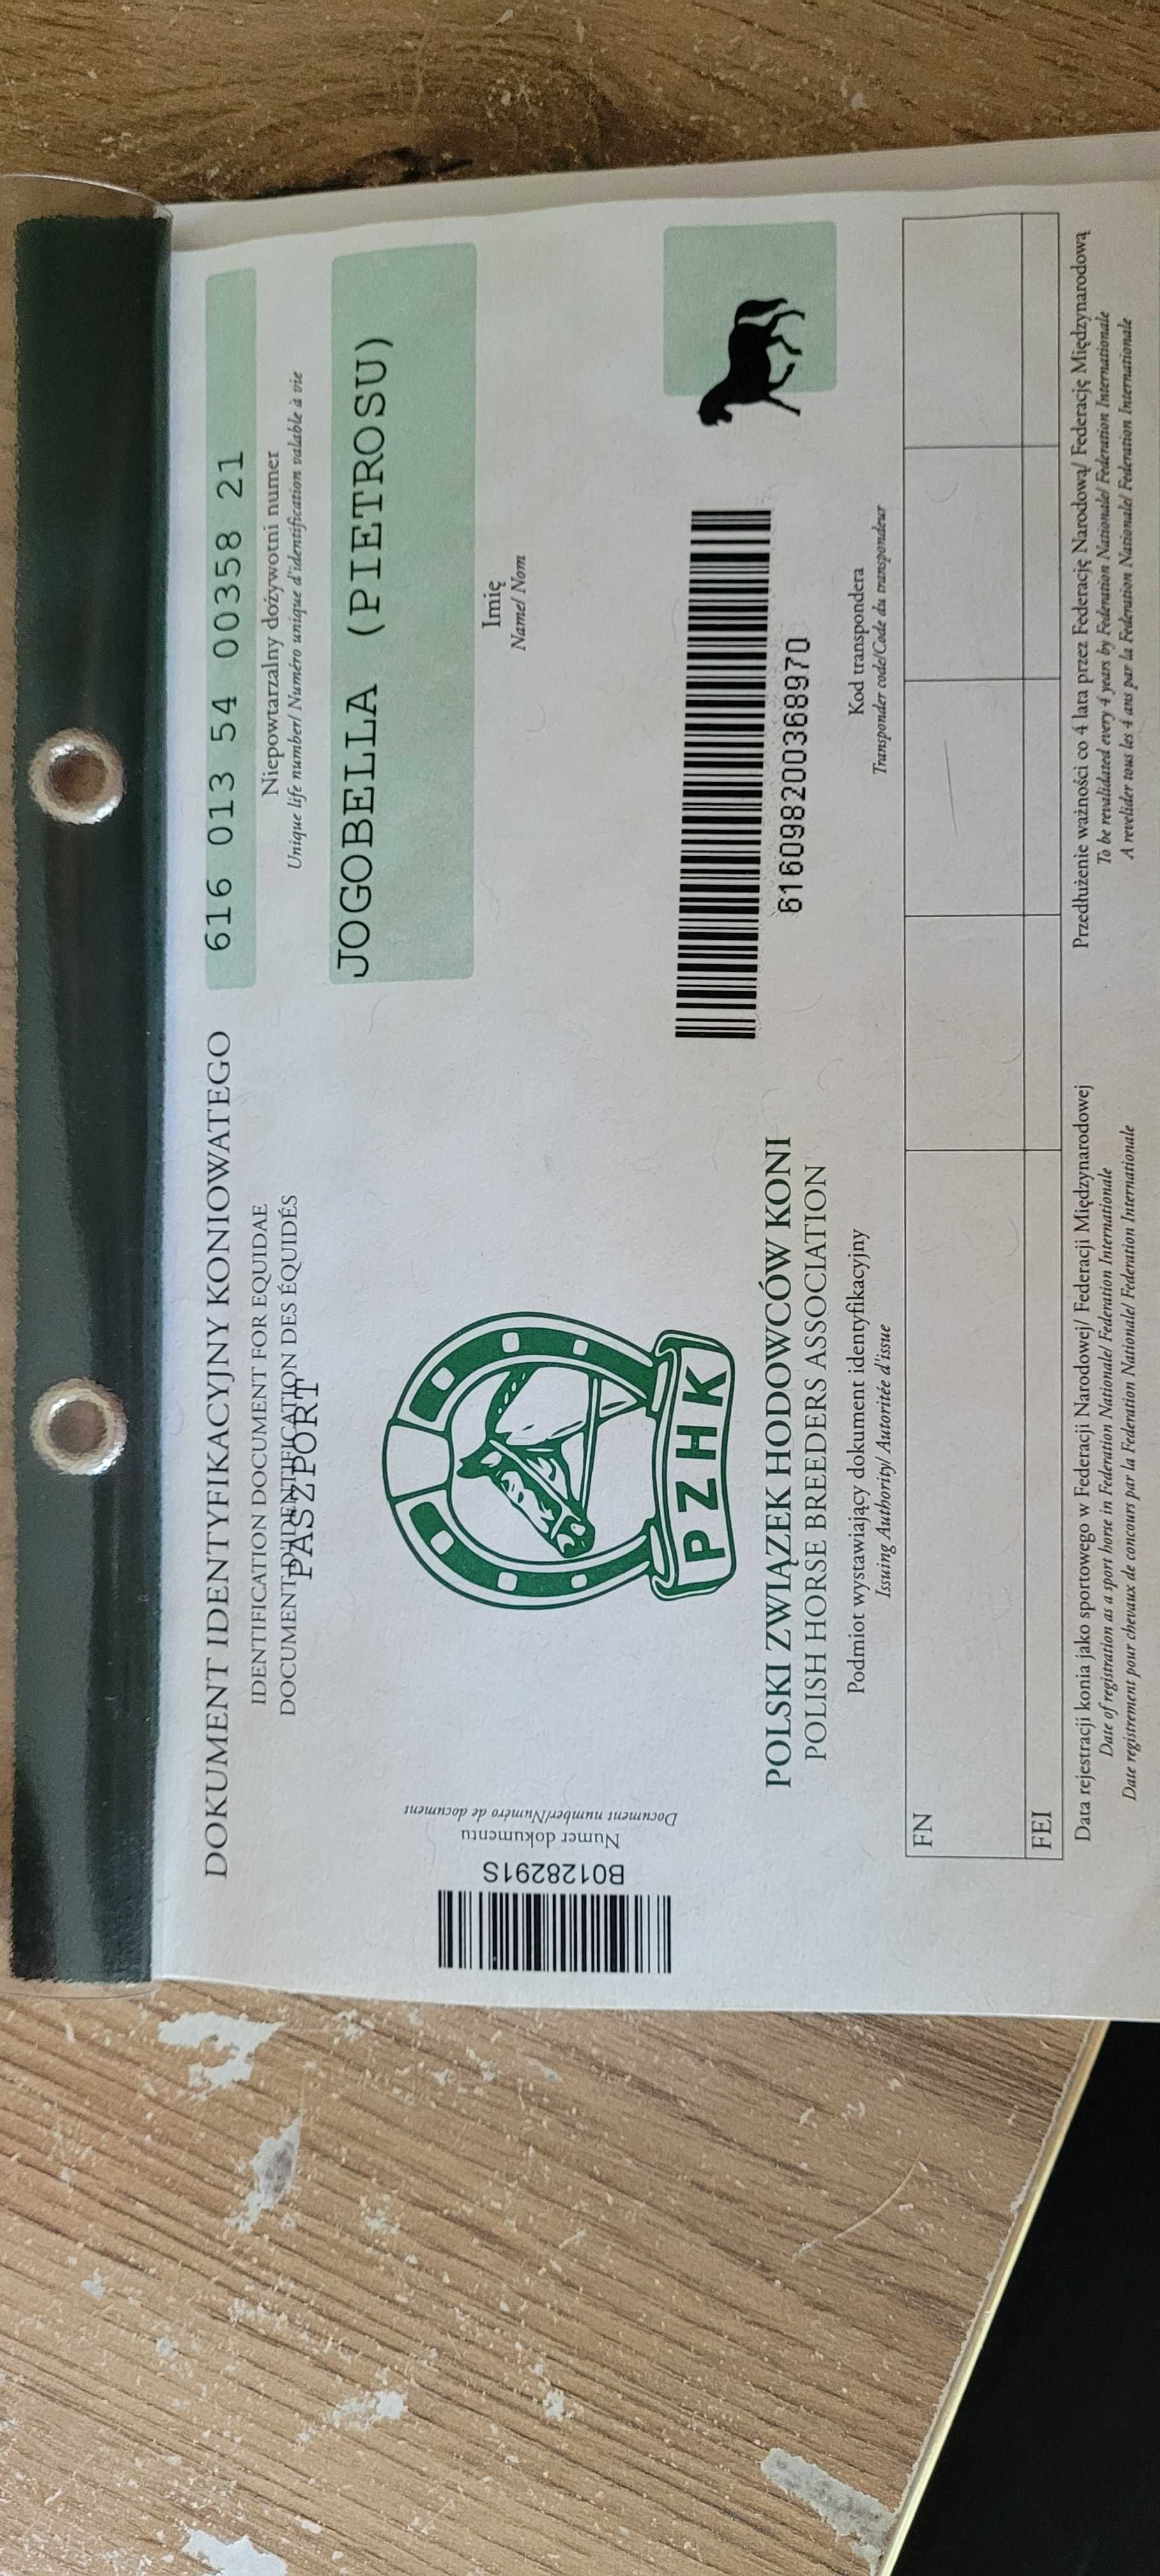 DOKUMENT IDENTYFIKACYJNY KONIOWATEGO
IDENTIFICATION DOCUMENT FOR EQUIDAE
DOCUMENT D'IDENTIFICATION DES ÉQUIDÉS
PASZPORT
616 013 54 00358 21
Niepowtarzalny dożywotni numer
Unique life number/ Numéro unique d'identification valable à vie
JOGOBELLA (PIETROSU)
Imię
Name/ Nom
B0128291S
Numer dokumentu
Document number/Numéro de document
PZHK
POLSKI ZWIĄZEK HODOWCÓW KONI
POLISH HORSE BREEDERS ASSOCIATION
Podmiot wystawiający dokument identyfikacyjny
Issuing Authority/ Autoritée d'issue
616098200368970
Kod transpondera
Transponder code/Code du transpondeur
FN
FEI
Data rejestracji konia jako sportowego w Federacji Narodowej/ Federacji Międzynarodowej
Date of registration as a sport horse in Federation Nationale/ Federation Internationale
Date registrement pour chevaux de concours par la Federation Nationale/ Federation Internationale
Przedłużenie ważności co 4 lata przez Federację Narodową/ Federację Międzynarodową
To be revalidated every 4 years by Federation Nationale/ Federation Internationale
A revelider tous les 4 ans par la Federation Nationale/ Federation Internationale